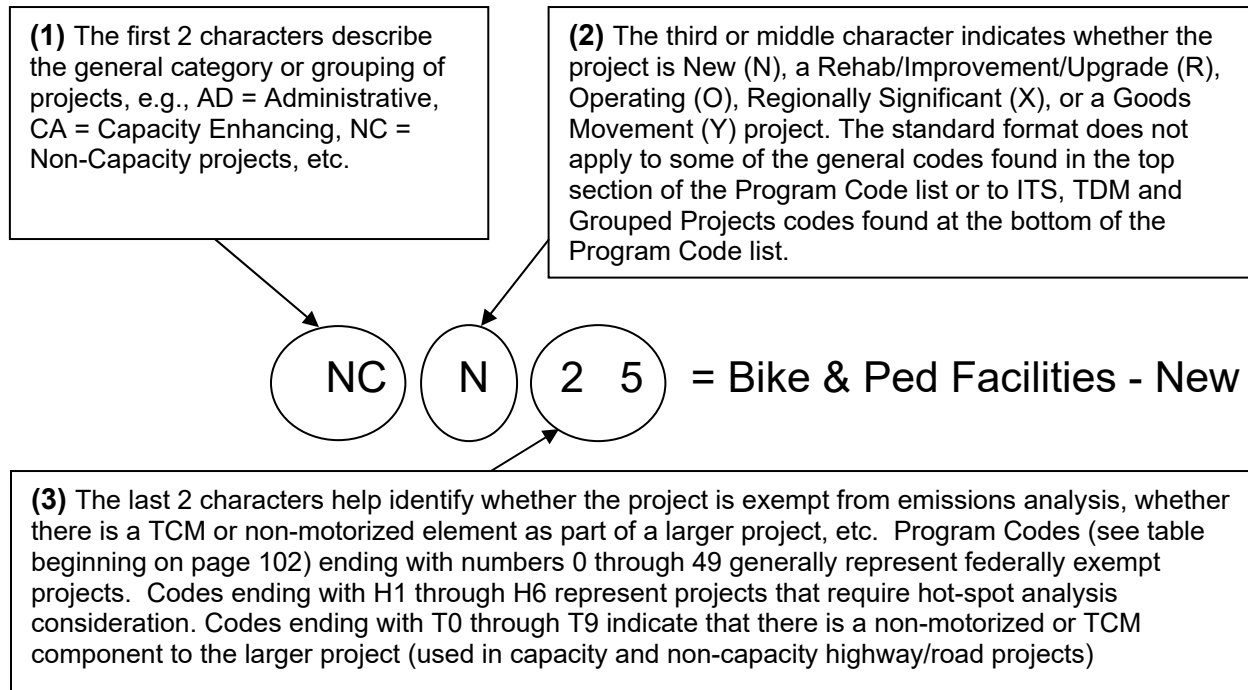 (1) The first 2 characters describe
the general category or grouping of
projects, e.g., AD = Administrative,
CA = Capacity Enhancing, NC =
Non-Capacity projects, etc.
(2) The third or middle character indicates whether the
project is New (N), a Rehab/Improvement/Upgrade (R),
Operating (O), Regionally Significant (X), or a Goods
Movement (Y) project. The standard format does not
apply to some of the general codes found in the top
section of the Program Code list or to ITS, TDM and
Grouped Projects codes found at the bottom of the
Program Code list.
NC N 2 5 = Bike & Ped Facilities - New
(3) The last 2 characters help identify whether the project is exempt from emissions analysis, whether
there is a TCM or non-motorized element as part of a larger project, etc. Program Codes (see table
beginning on page 102) ending with numbers 0 through 49 generally represent federally exempt
projects. Codes ending with H1 through H6 represent projects that require hot-spot analysis
consideration. Codes ending with T0 through T9 indicate that there is a non-motorized or TCM
component to the larger project (used in capacity and non-capacity highway/road projects)